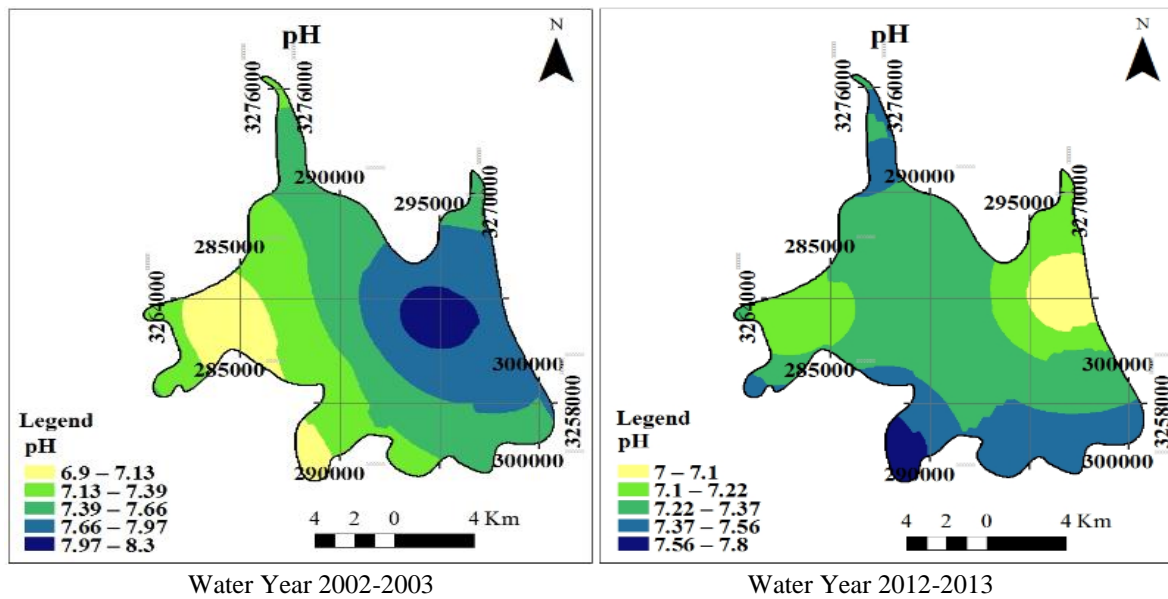 pH
N
3276000
3276000
290000
295000
3270000
285000
3264000
285000
300000
3258000
300000
290000
Legend
pH
6.9 – 7.13
7.13 – 7.39
7.39 – 7.66
7.66 – 7.97
7.97 – 8.3
4 2 0 4 Km
Water Year 2002-2003
pH
N
3276000
3276000
290000
295000
3270000
285000
3264000
285000
300000
3258000
300000
290000
Legend
pH
7 – 7.1
7.1 – 7.22
7.22 – 7.37
7.37 – 7.56
7.56 – 7.8
4 2 0 4 Km
Water Year 2012-2013